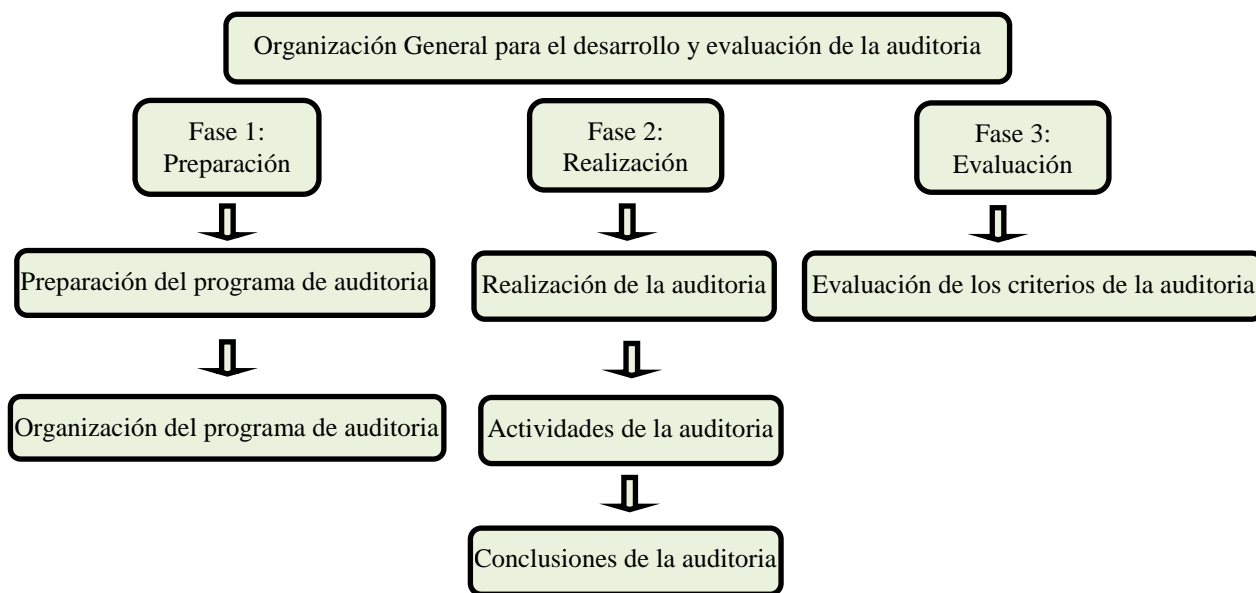 Organización General para el desarrollo y evaluación de la auditoria
Fase 1:
Preparación
Preparación del programa de auditoria
Organización del programa de auditoria
Fase 2:
Realización
Realización de la auditoria
Actividades de la auditoria
Conclusiones de la auditoria
Fase 3:
Evaluación
Evaluación de los criterios de la auditoria